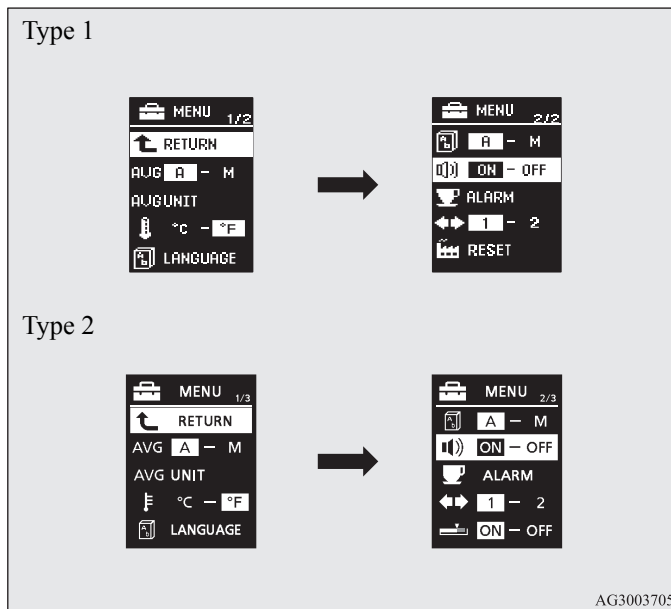 Type 1
MENU 1/2
RETURN
AVG A - M
AVG UNIT
°C - °F
LANGUAGE
MENU 2/2
A - M
ON - OFF
ALARM
1 - 2
RESET
Type 2
MENU 1/3
RETURN
AVG A - M
AVG UNIT
°C - °F
LANGUAGE
MENU 2/3
A - M
ON - OFF
ALARM
1 - 2
ON - OFF
AG3003705